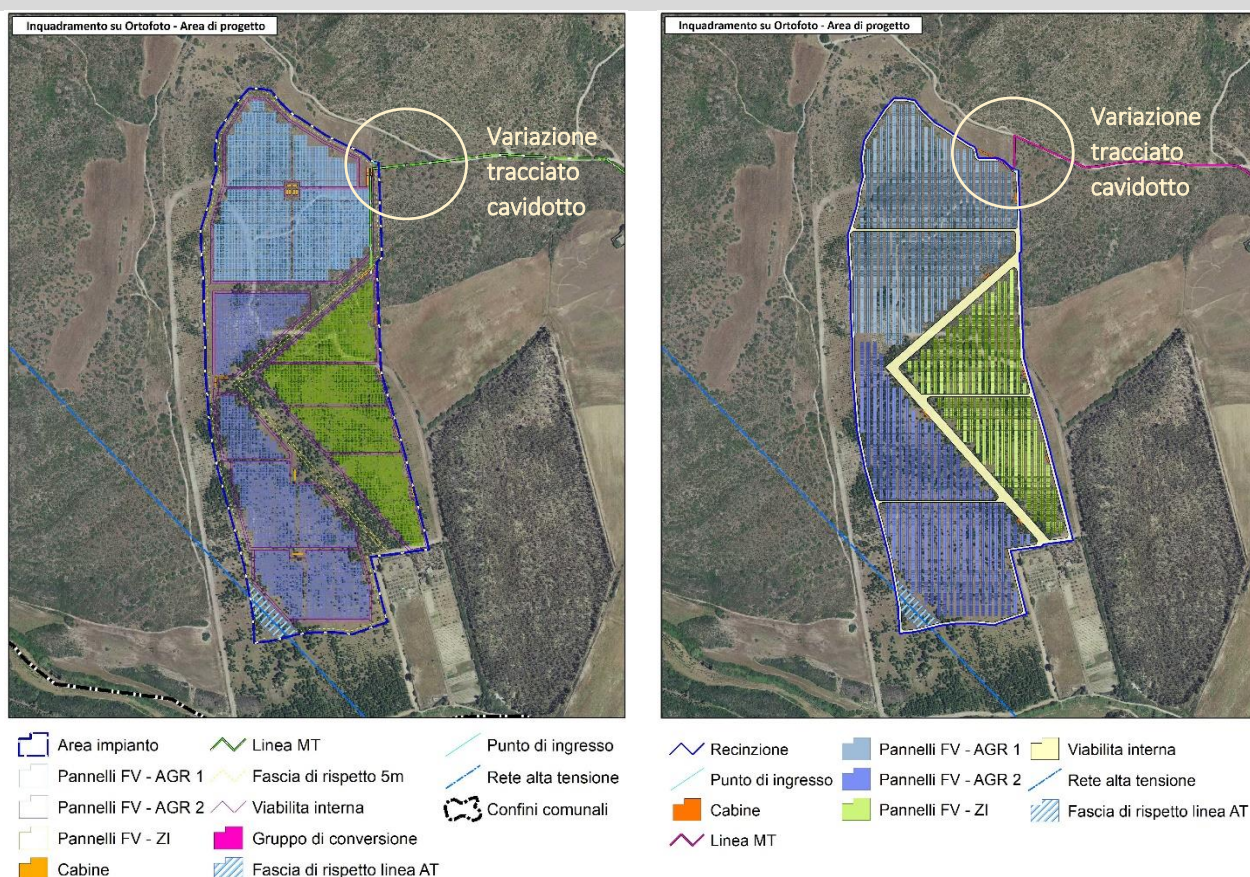 Inquadramento su Ortofoto - Area di progetto
Variazione
tracciato
cavidotto
Area impianto
Pannelli FV - AGR 1
Pannelli FV - AGR 2
Pannelli FV - ZI
Cabine
Linea MT
Fascia di rispetto 5m
Viabilita interna
Gruppo di conversione
Fascia di rispetto linea AT
Punto di ingresso
Rete alta tensione
Confini comunali
Inquadramento su Ortofoto - Area di progetto
Variazione
tracciato
cavidotto
Recinzione
Punto di ingresso
Cabine
Linea MT
Pannelli FV - AGR 1
Pannelli FV - AGR 2
Pannelli FV - ZI
Viabilita interna
Rete alta tensione
Fascia di rispetto linea AT